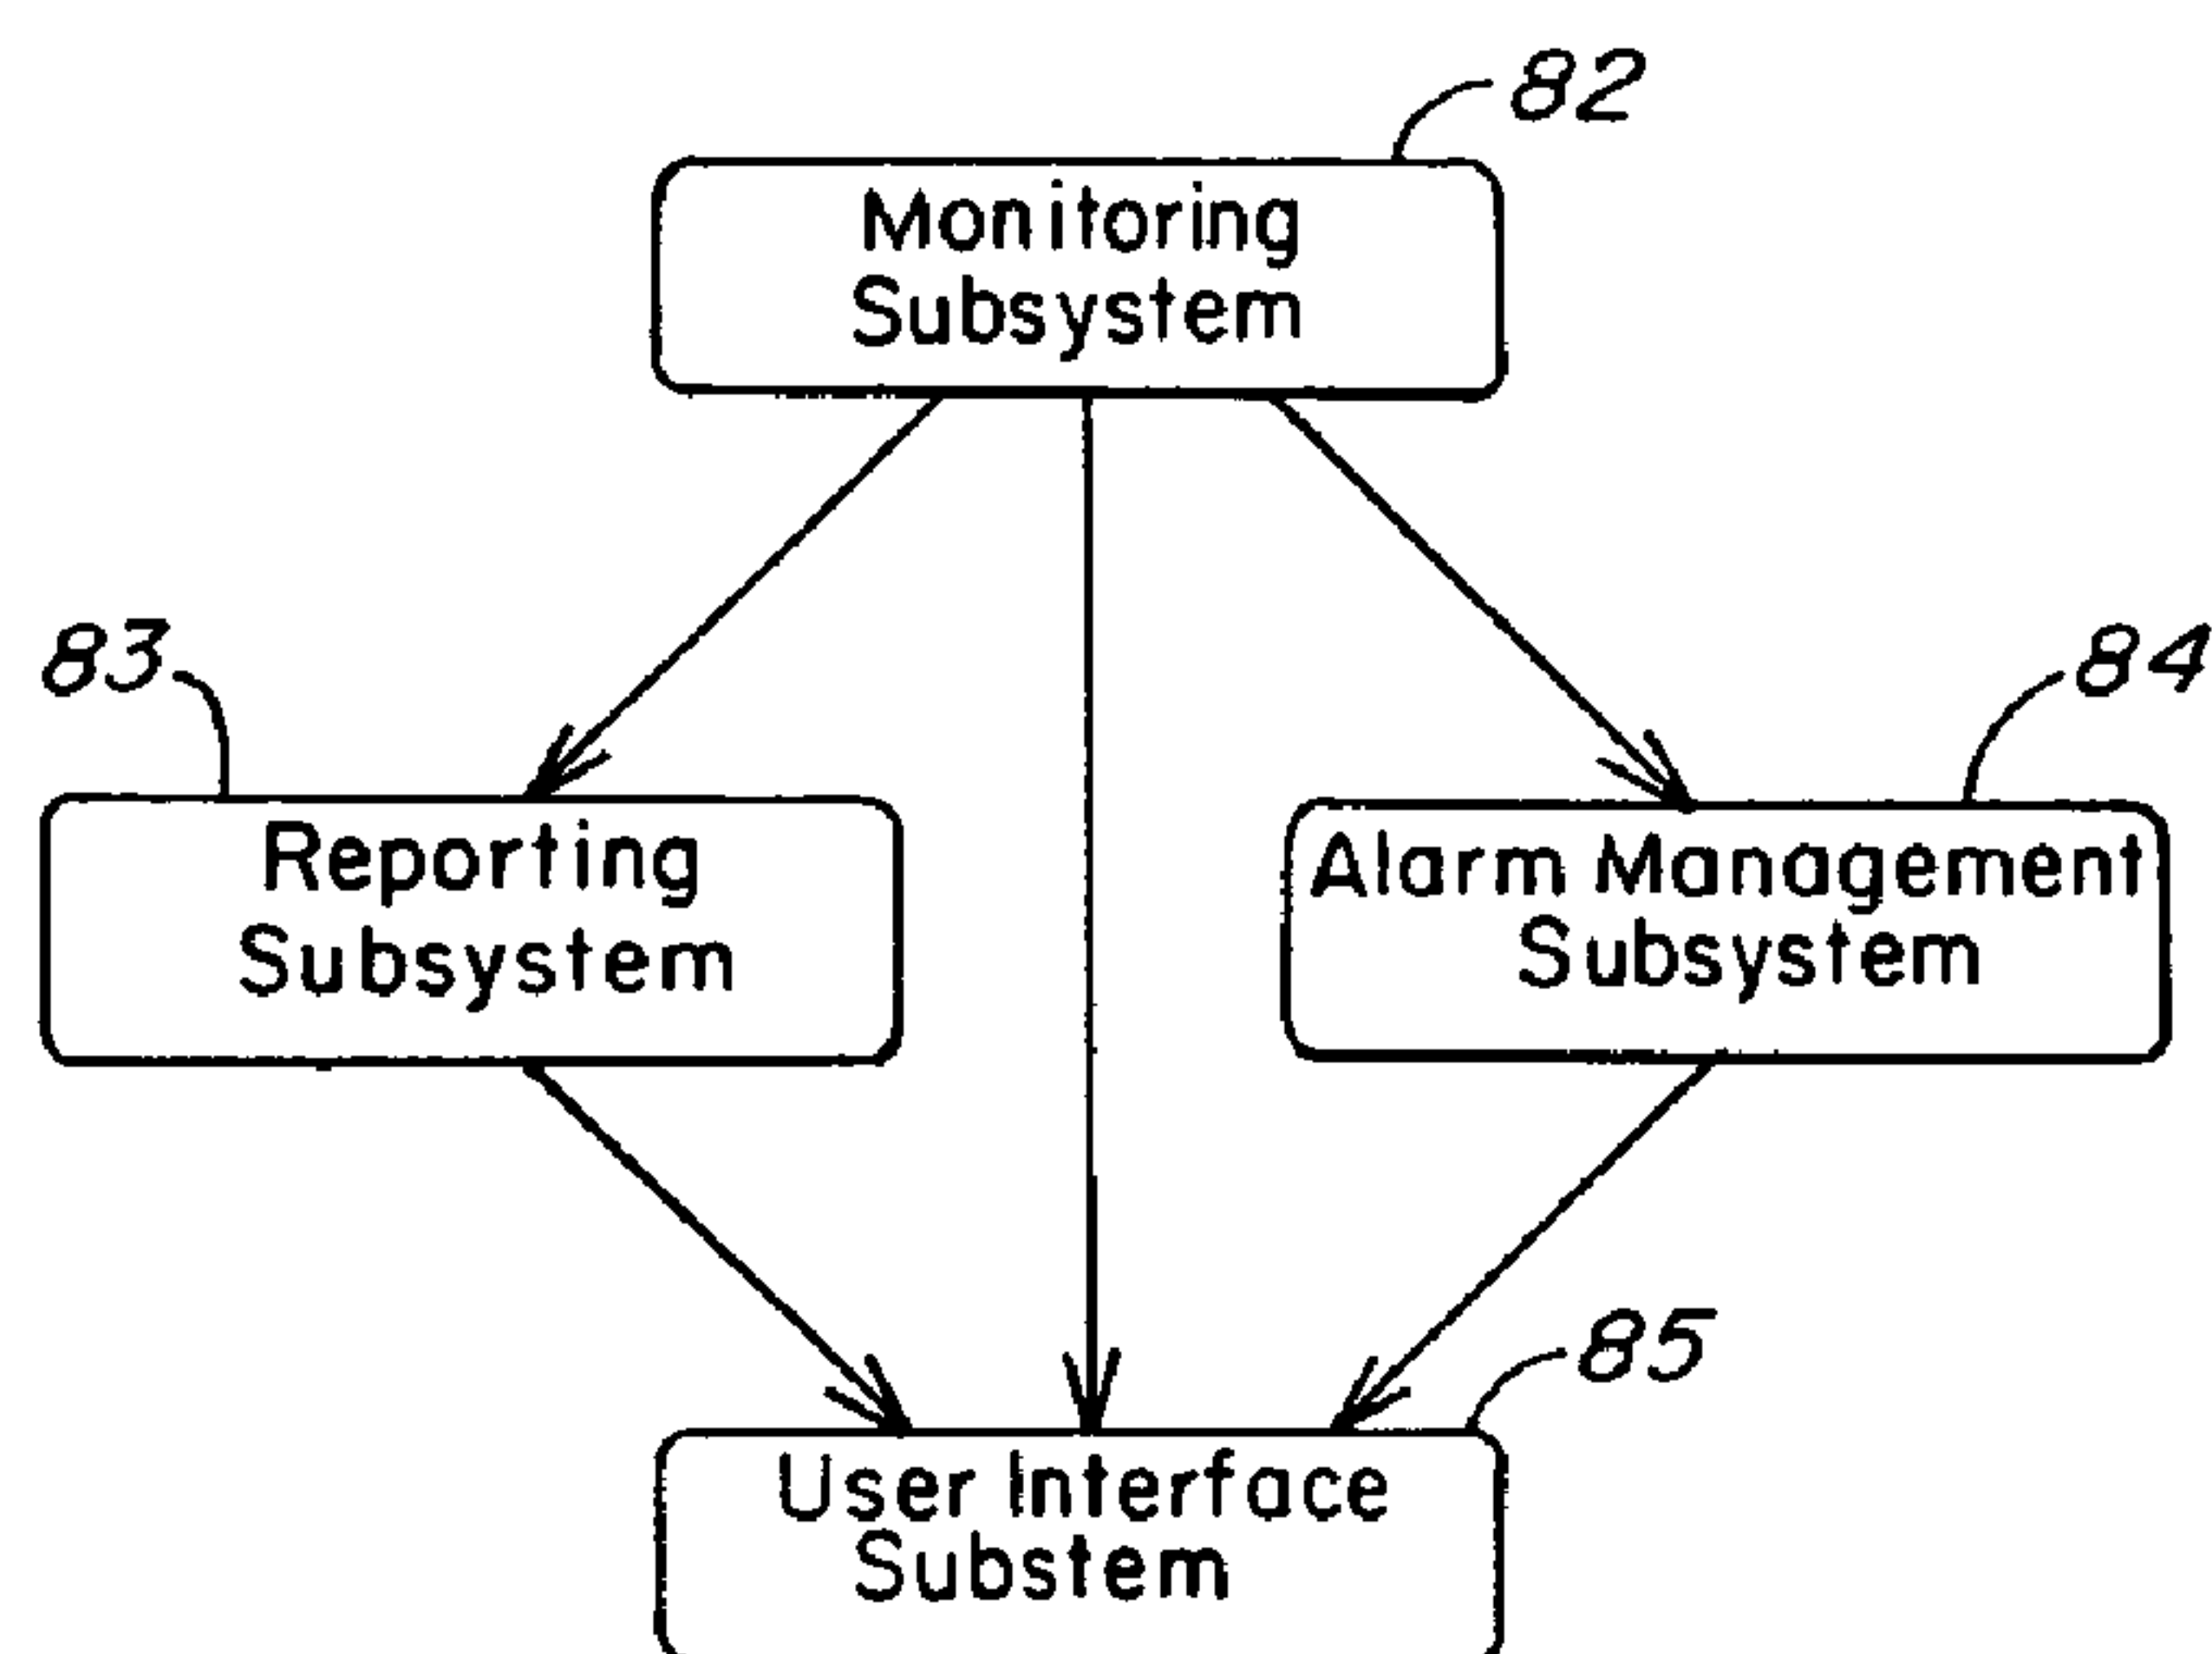 82
Monitoring
Subsystem
83
84
Reporting
Subsystem
Alarm Management
Subsystem
85
User Interface
Substem